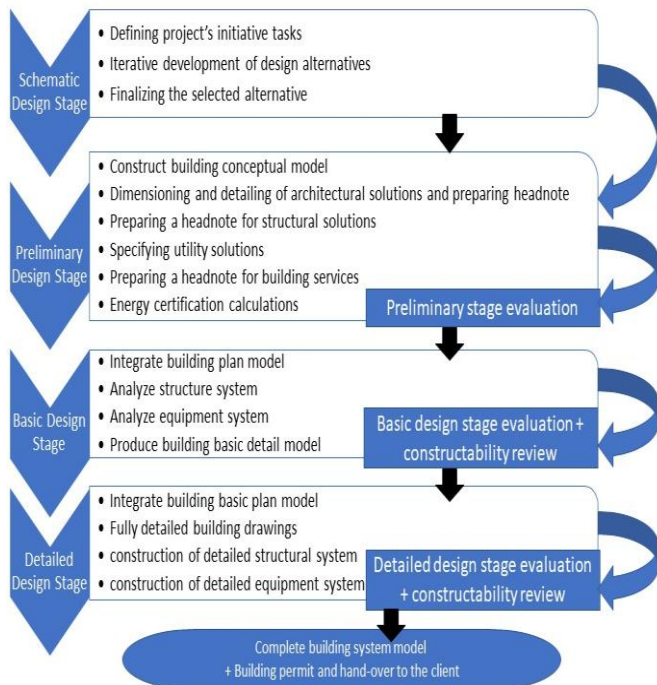 Schematic
Design Stage
• Defining project's initiative tasks
• Iterative development of design alternatives
• Finalizing the selected alternative
Preliminary
Design Stage
• Construct building conceptual model
• Dimensioning and detailing of architectural solutions and preparing headnote
• Preparing a headnote for structural solutions
• Specifying utility solutions
• Preparing a headnote for building services
• Energy certification calculations
Preliminary stage evaluation
Basic Design
Stage
• Integrate building plan model
• Analyze structure system
• Analyze equipment system
• Produce building basic detail model
Basic design stage evaluation +
constructability review
Detailed
Design Stage
• Integrate building basic plan model
• Fully detailed building drawings
• construction of detailed structural system
• construction of detailed equipment system
Detailed design stage evaluation
+ constructability review
Complete building system model
+ Building permit and hand-over to the client